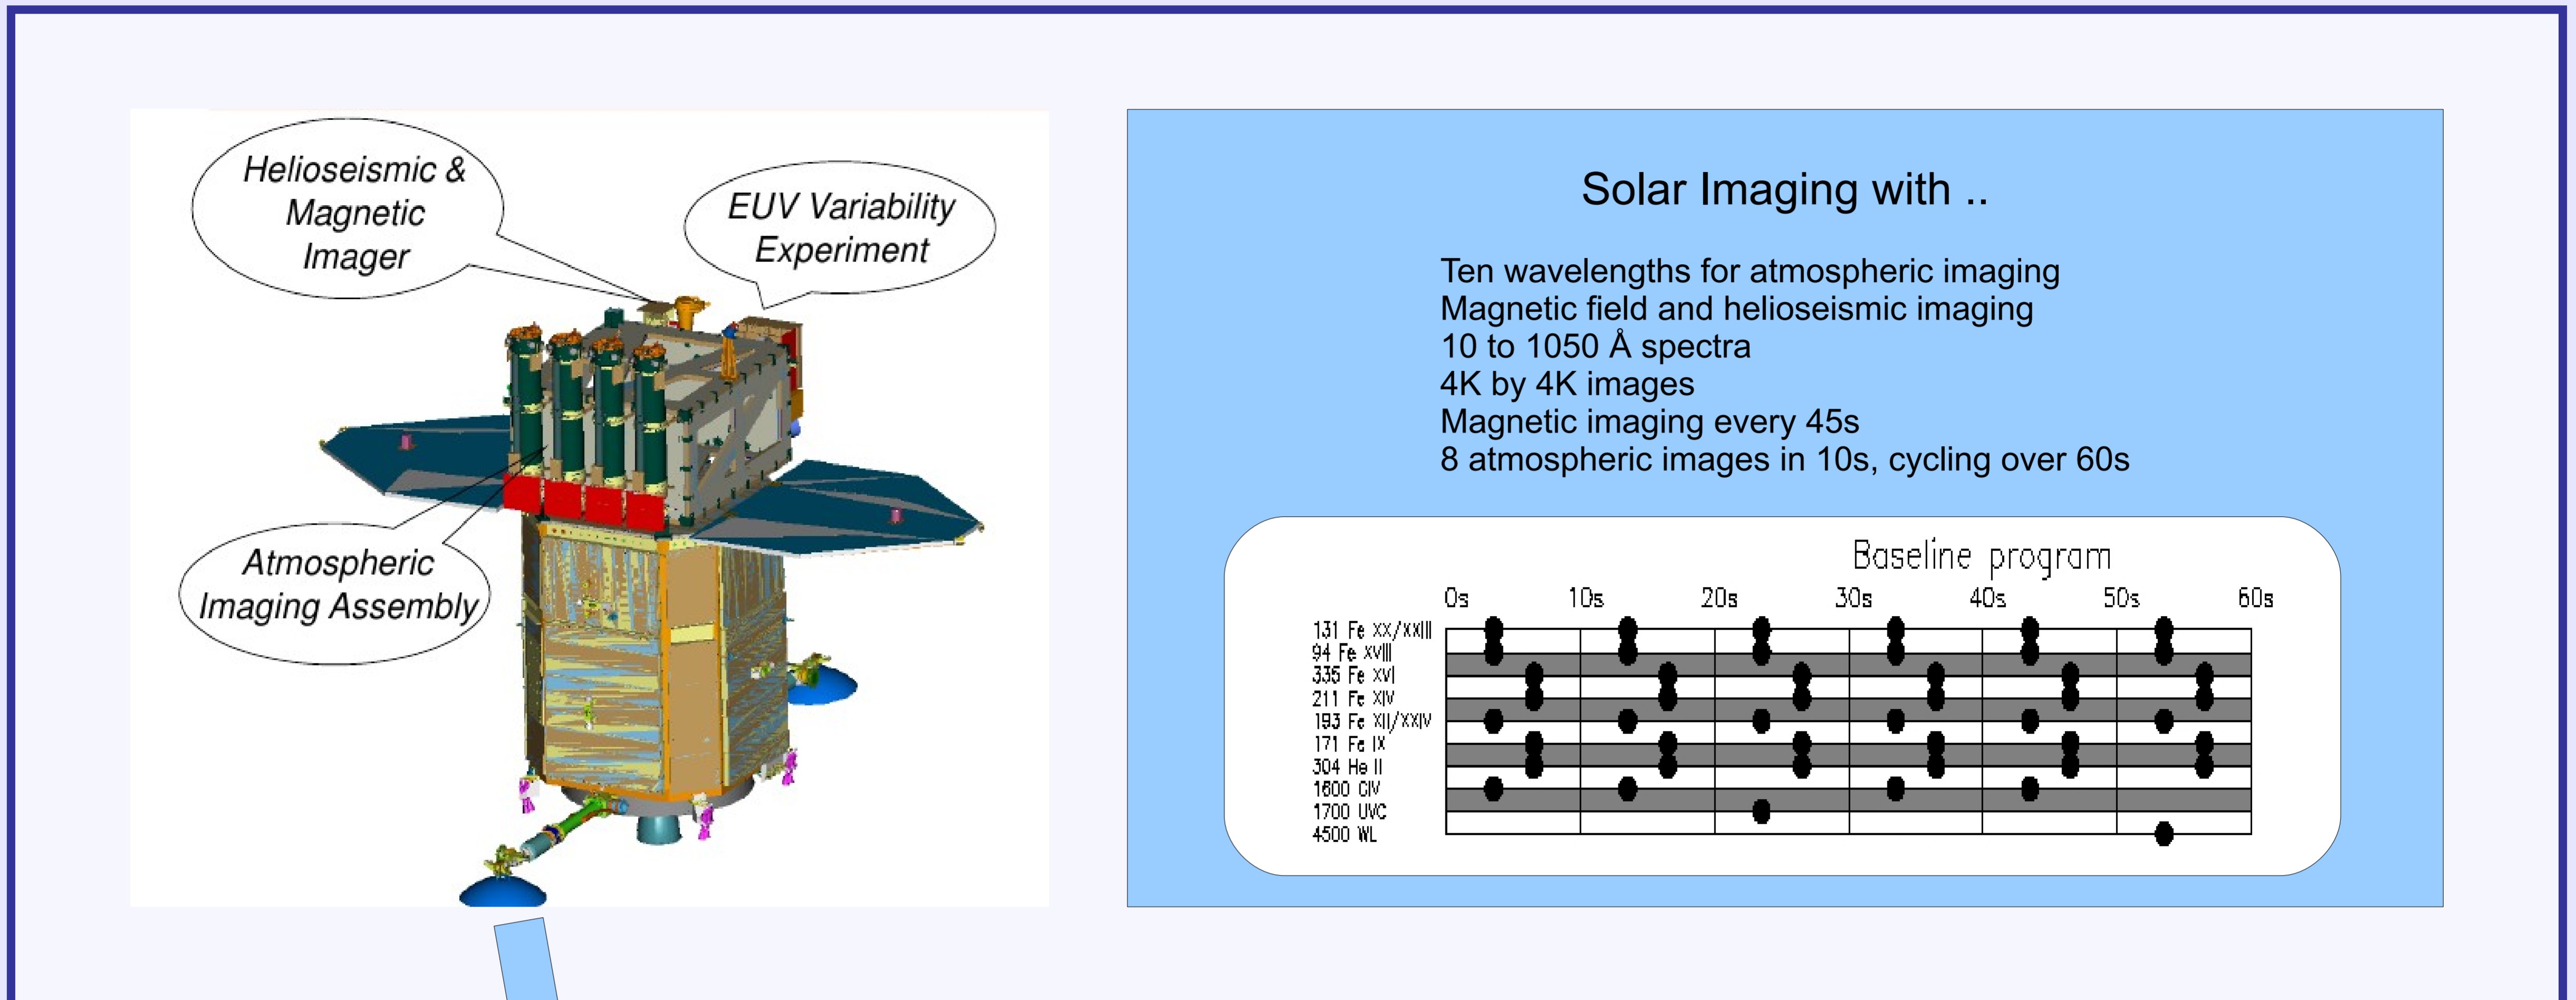 Helioseismic &
Magnetic
Imager
EUV Variability
Experiment
Atmospheric
Imaging Assembly
Solar Imaging with ..
Ten wavelengths for atmospheric imaging
Magnetic field and helioseismic imaging
10 to 1050 Å spectra
4K by 4K images
Magnetic imaging every 45s
8 atmospheric images in 10s, cycling over 60s
Baseline program
0s 10s 20s 30s 40s 50s 60s
131 Fe XX/XXIII
94 Fe XVIII
335 Fe XVI
211 Fe XIV
193 Fe XII/XXIV
171 Fe IX
304 He II
1600 CIV
1700 UVC
4500 WL